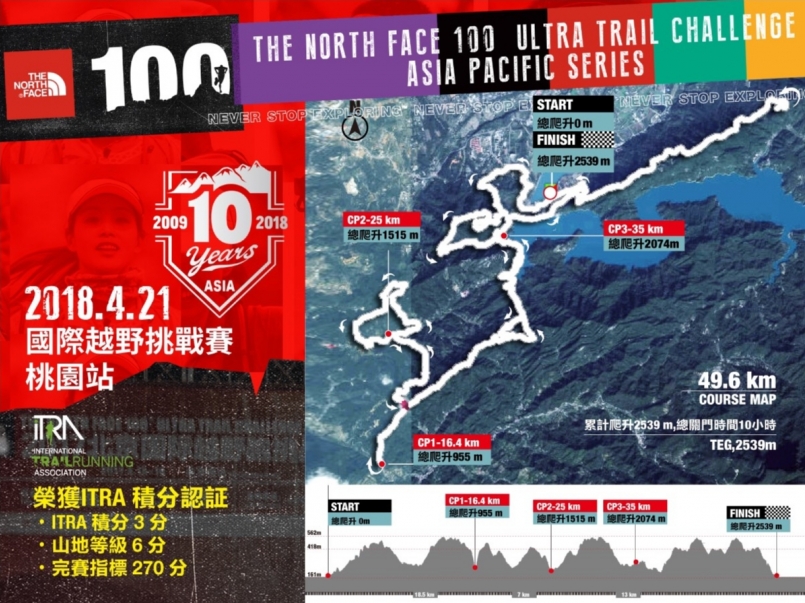 THE
NORTH
FACE
100
THE NORTH FACE 100 ULTRA TRAIL CHALLENGE
ASIA PACIFIC SERIES
NEVER STOP EXPLORING NEVER STOP EXPLORING NEVER STOP EXPLORING
2009 10 2018
Years
ASIA
2018.4.21
國際越野挑戰賽
桃園站
iTRA
INTERNATIONAL
TRAILRUNNING
ASSOCIATION
榮獲ITRA 積分認証
・ITRA 積分 3 分
・山地等級 6 分
・完賽指標 270 分
N
START
總爬升0 m
FINISH
總爬升2539 m
CP2-25 km
總爬升1515 m
CP3-35 km
總爬升2074m
CP1-16.4 km
總爬升955 m
49.6 km
COURSE MAP
累計爬升2539 m,總關門時間10小時
TEG,2539m
START
總爬升 0m
CP1-16.4 km
總爬升955 m
CP2-25 km
總爬升1515 m
CP3-35 km
總爬升2074 m
FINISH
總爬升2539 m
562m
418m
161m
18.5 km 7 km 13 km